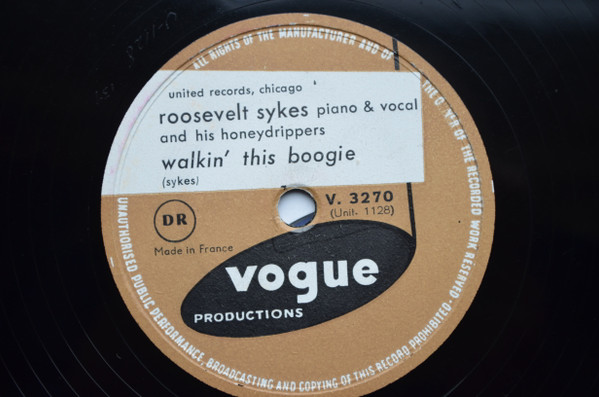 ALL RIGHTS OF THE MANUFACTURER AND OF THE OWNER OF THE RECORDED WORK RESERVED-
united records, chicago
roosevelt sykes piano & vocal
and his honeydrippers
walkin' this boogie
(sykes)
V. 3270
(Unit. 1128)
DR
Made in France
vogue
PRODUCTIONS
UNAUTHORISED PUBLIC PERFORMANCE, BROADCASTING AND COPYING OF THIS RECORD PROHIBITED-